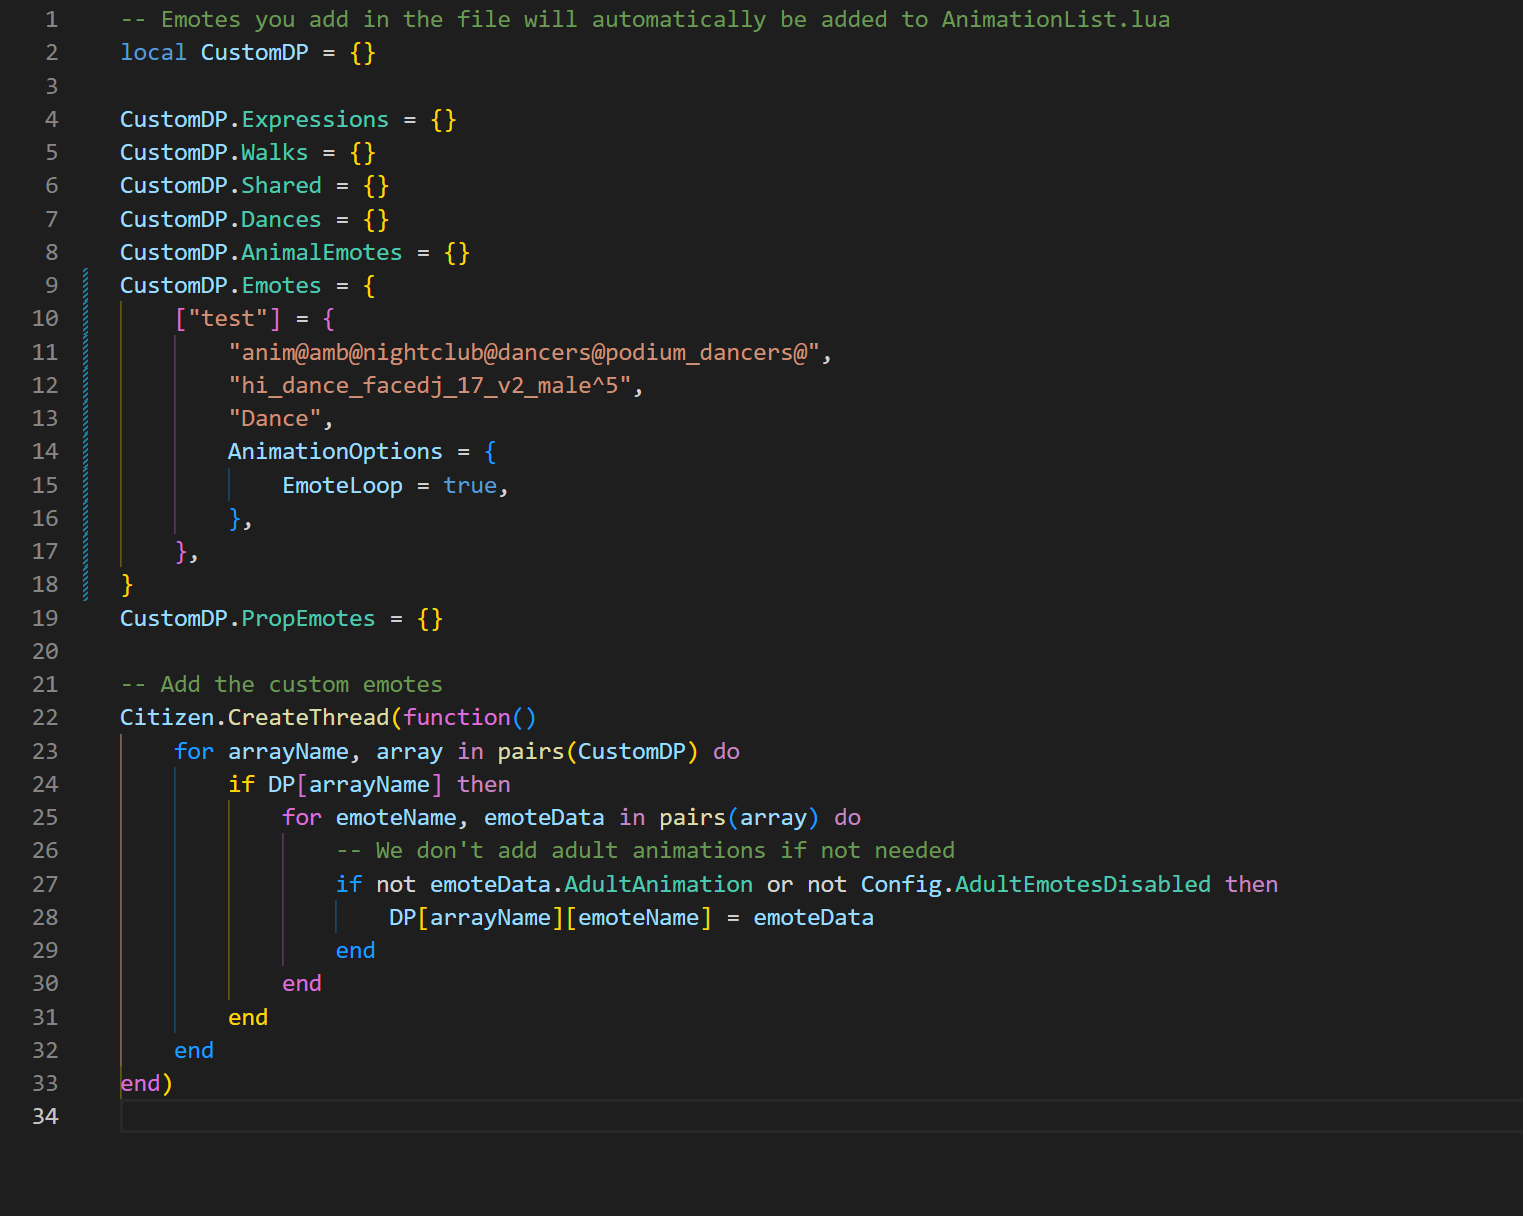 1 -- Emotes you add in the file will automatically be added to AnimationList.lua
2 local CustomDP = {}
3
4 CustomDP.Expressions = {}
5 CustomDP.Walks = {}
6 CustomDP.Shared = {}
7 CustomDP.Dances = {}
8 CustomDP.AnimalEmotes = {}
9 CustomDP.Emotes = {
10     ["test"] = {
11         "anim@amb@nightclub@dancers@podium_dancers@",
12         "hi_dance_facedj_17_v2_male^5",
13         "Dance",
14         AnimationOptions = {
15             EmoteLoop = true,
16         },
17     },
18 }
19 CustomDP.PropEmotes = {}
20
21 -- Add the custom emotes
22 Citizen.CreateThread(function()
23     for arrayName, array in pairs(CustomDP) do
24         if DP[arrayName] then
25             for emoteName, emoteData in pairs(array) do
26                 -- We don't add adult animations if not needed
27                 if not emoteData.AdultAnimation or not Config.AdultEmotesDisabled then
28                     DP[arrayName][emoteName] = emoteData
29                 end
30             end
31         end
32     end
33 end)
34